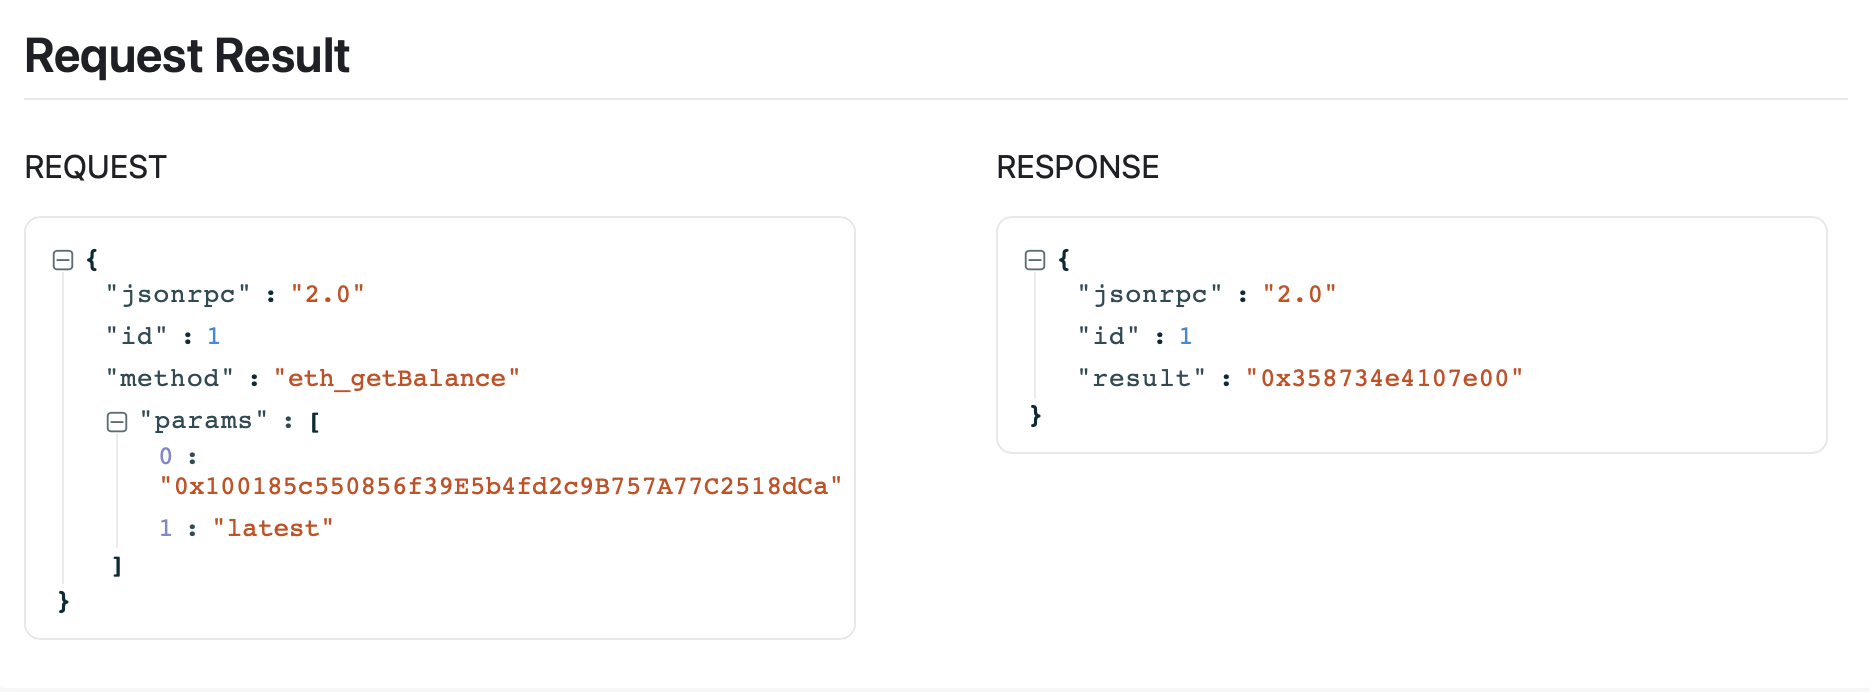 Request Result
REQUEST
{
"jsonrpc" : "2.0"
"id" : 1
"method" : "eth_getBalance"
"params" : [
0 :
"0x100185c550856f39E5b4fd2c9B757A77C2518dCa"
1 : "latest"
]
}
RESPONSE
{
"jsonrpc" : "2.0"
"id" : 1
"result" : "0x358734e4107e00"
}